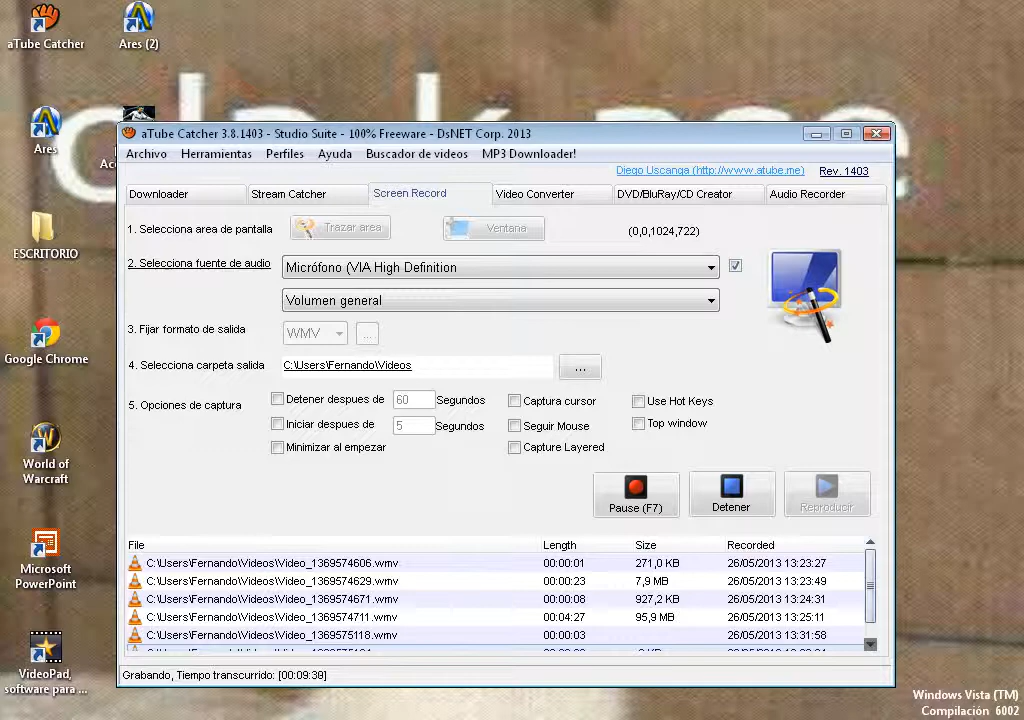 aTube Catcher
Ares (2)
Ares
ESCRITORIO
Google Chrome
World of
Warcraft
Microsoft
PowerPoint
VideoPad,
software para ...
aTube Catcher 3.8.1403 - Studio Suite - 100% Freeware - DsNET Corp. 2013
Archivo Herramientas Perfiles Ayuda Buscador de videos MP3 Downloader!
Diego Uscanga (http://www.atube.me) Rev. 1403
Downloader Stream Catcher Screen Record Video Converter DVD/BluRay/CD Creator Audio Recorder
1. Selecciona area de pantalla Trazar area Ventana (0,0,1024,722)
2. Selecciona fuente de audio Micrófono (VIA High Definition
Volumen general
3. Fijar formato de salida WMV ...
4. Selecciona carpeta salida C:\Users\Fernando\Videos ...
5. Opciones de captura
Detener despues de 60 Segundos Captura cursor Use Hot Keys
Iniciar despues de 5 Segundos Seguir Mouse Top window
Minimizar al empezar Capture Layered
Pause (F7) Detener Reproducir
File Length Size Recorded
C:\Users\Fernando\Videos\Video_1369574606.wmv 00:00:01 271,0 KB 26/05/2013 13:23:27
C:\Users\Fernando\Videos\Video_1369574629.wmv 00:00:23 7,9 MB 26/05/2013 13:23:49
C:\Users\Fernando\Videos\Video_1369574671.wmv 00:00:08 927,2 KB 26/05/2013 13:24:31
C:\Users\Fernando\Videos\Video_1369574711.wmv 00:04:27 95,9 MB 26/05/2013 13:25:11
C:\Users\Fernando\Videos\Video_1369575118.wmv 00:00:03 26/05/2013 13:31:58
Grabando, Tiempo transcurrido: [00:09:30]
Windows Vista (TM)
Compilación 6002